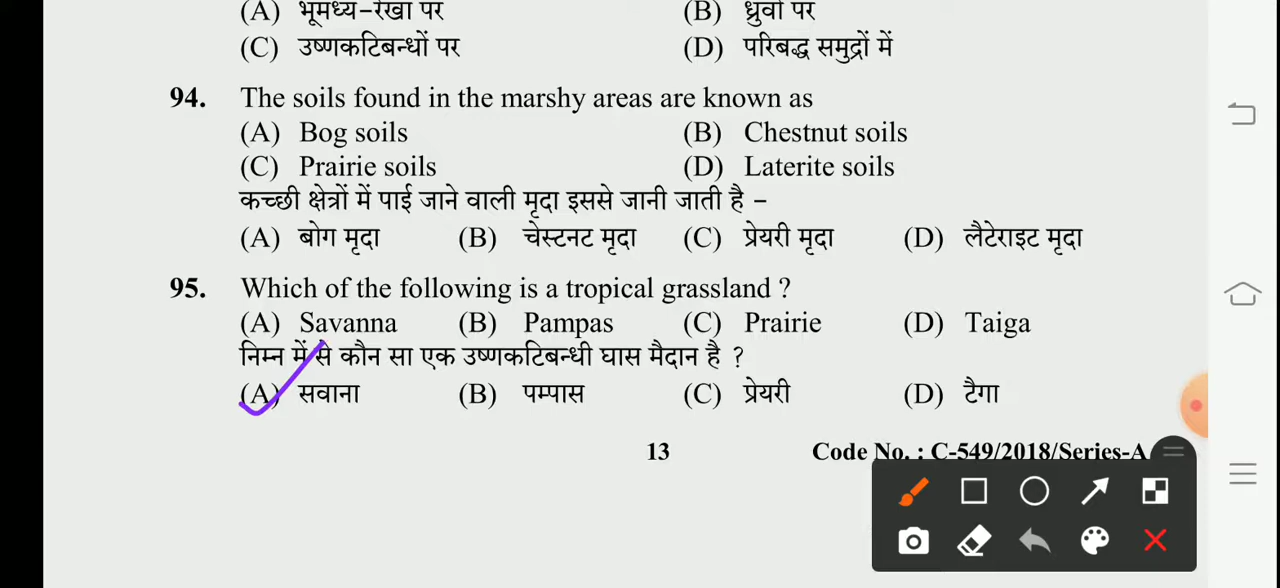 (A) भूमध्य-रेखा पर (B) ध्रुवों पर
(C) उष्णकटिबन्धों पर (D) परिबद्ध समुद्रों में
94. The soils found in the marshy areas are known as
(A) Bog soils (B) Chestnut soils
(C) Prairie soils (D) Laterite soils
कच्छी क्षेत्रों में पाई जाने वाली मृदा इससे जानी जाती है –
(A) बोग मृदा (B) चेस्टनट मृदा (C) प्रेयरी मृदा (D) लैटेराइट मृदा
95. Which of the following is a tropical grassland ?
(A) Savanna (B) Pampas (C) Prairie (D) Taiga
निम्न में से कौन सा एक उष्णकटिबन्धी घास मैदान है ?
(A) सवाना (B) पम्पास (C) प्रेयरी (D) टैगा
13 Code No. : C-549/2018/Series-A